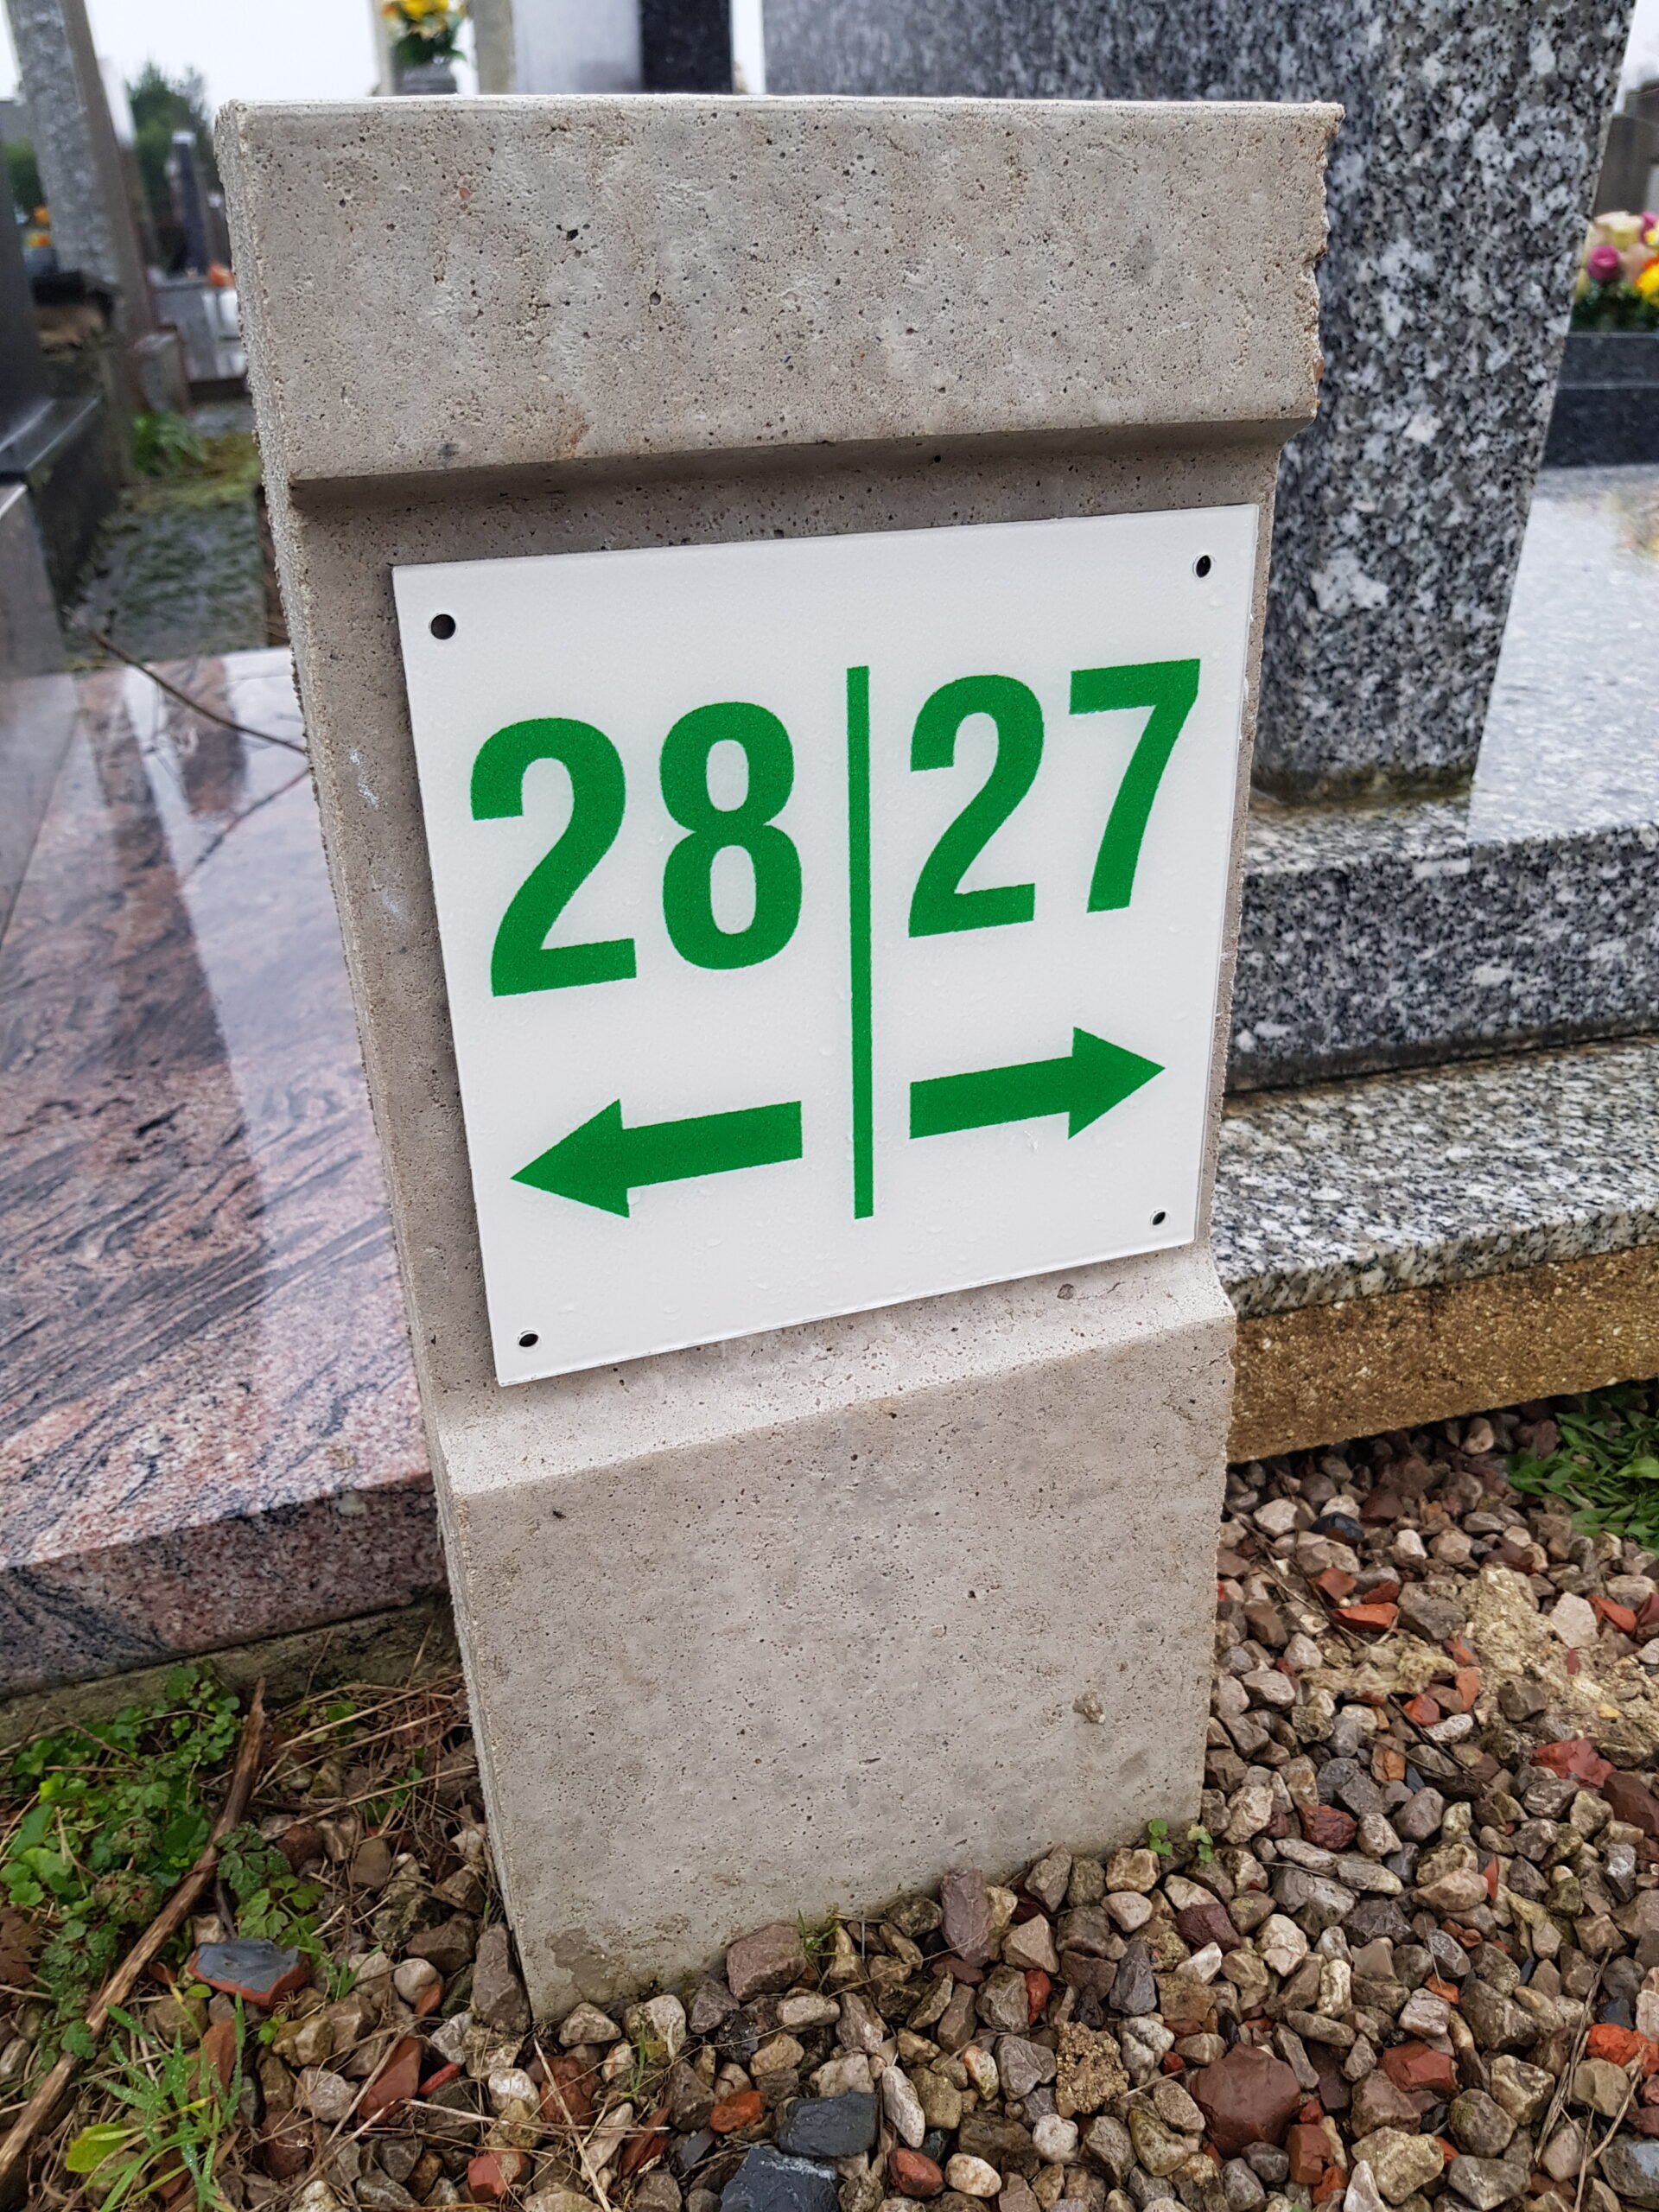 28 | 27
← →